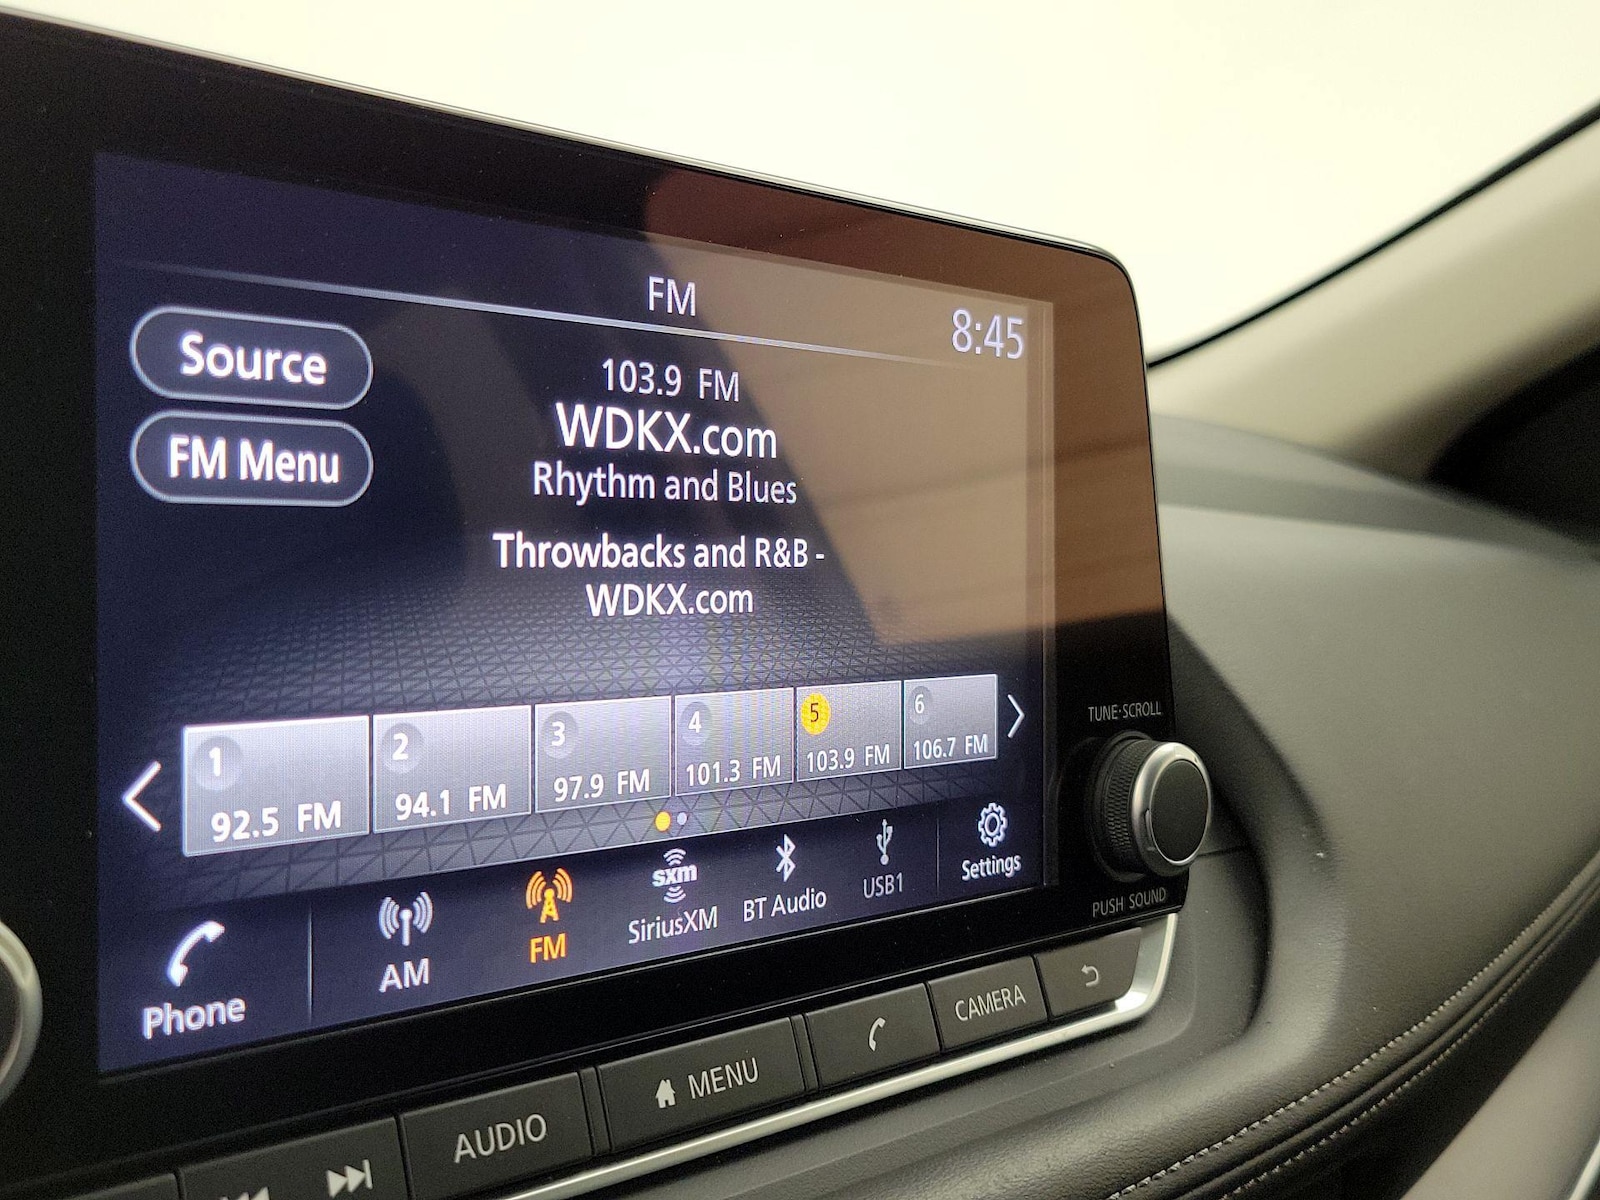 FM
8:45
Source
FM Menu
103.9 FM
WDKX.com
Rhythm and Blues
Throwbacks and R&B -
WDKX.com
1
92.5 FM
2
94.1 FM
3
97.9 FM
4
101.3 FM
5
103.9 FM
6
106.7 FM
Phone
AM
FM
sxm
SiriusXM
BT Audio
USB1
Settings
TUNE·SCROLL
PUSH SOUND
AUDIO
MENU
CAMERA